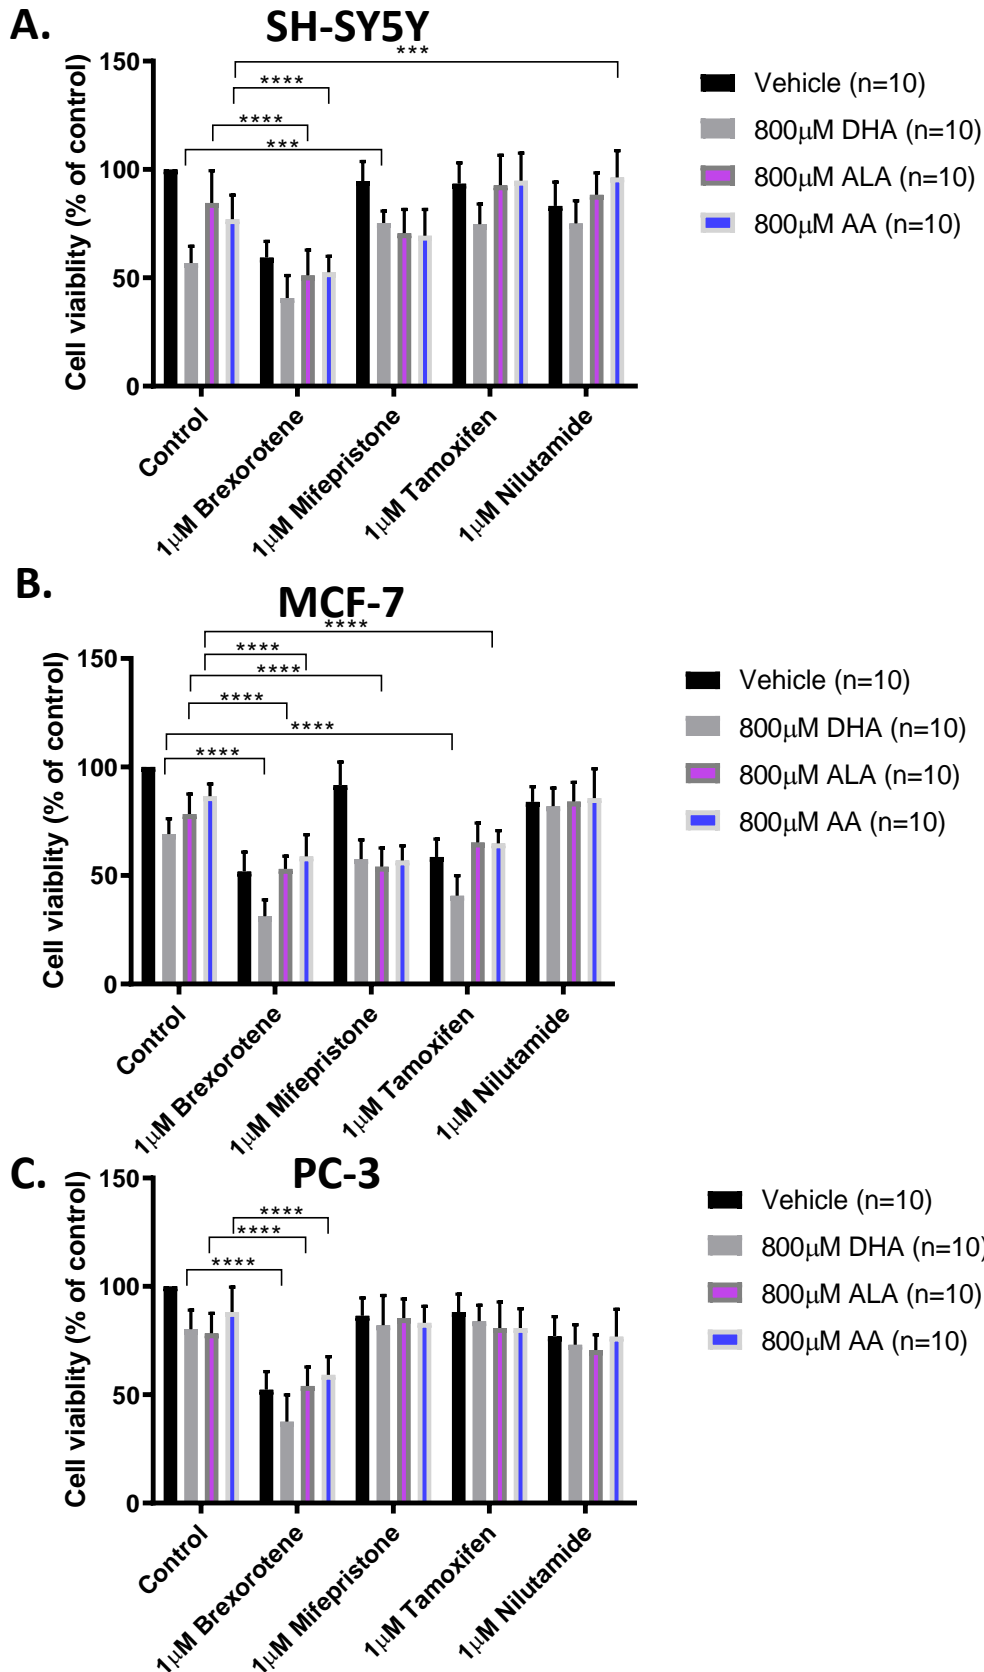 A.
SH-SY5Y
Cell viaiblity (% of control)
150
100
50
0
***
****
****
***
Control
1μM Brexorotene
1μM Mifepristone
1μM Tamoxifen
1μM Nilutamide
Vehicle (n=10)
800μM DHA (n=10)
800μM ALA (n=10)
800μM AA (n=10)
B.
MCF-7
Cell viaiblity (% of control)
150
100
50
0
****
****
****
****
****
****
Control
1μM Brexorotene
1μM Mifepristone
1μM Tamoxifen
1μM Nilutamide
Vehicle (n=10)
800μM DHA (n=10)
800μM ALA (n=10)
800μM AA (n=10)
C.
PC-3
Cell viaiblity (% of control)
150
100
50
0
****
****
****
Control
1μM Brexorotene
1μM Mifepristone
1μM Tamoxifen
1μM Nilutamide
Vehicle (n=10)
800μM DHA (n=10)
800μM ALA (n=10)
800μM AA (n=10)